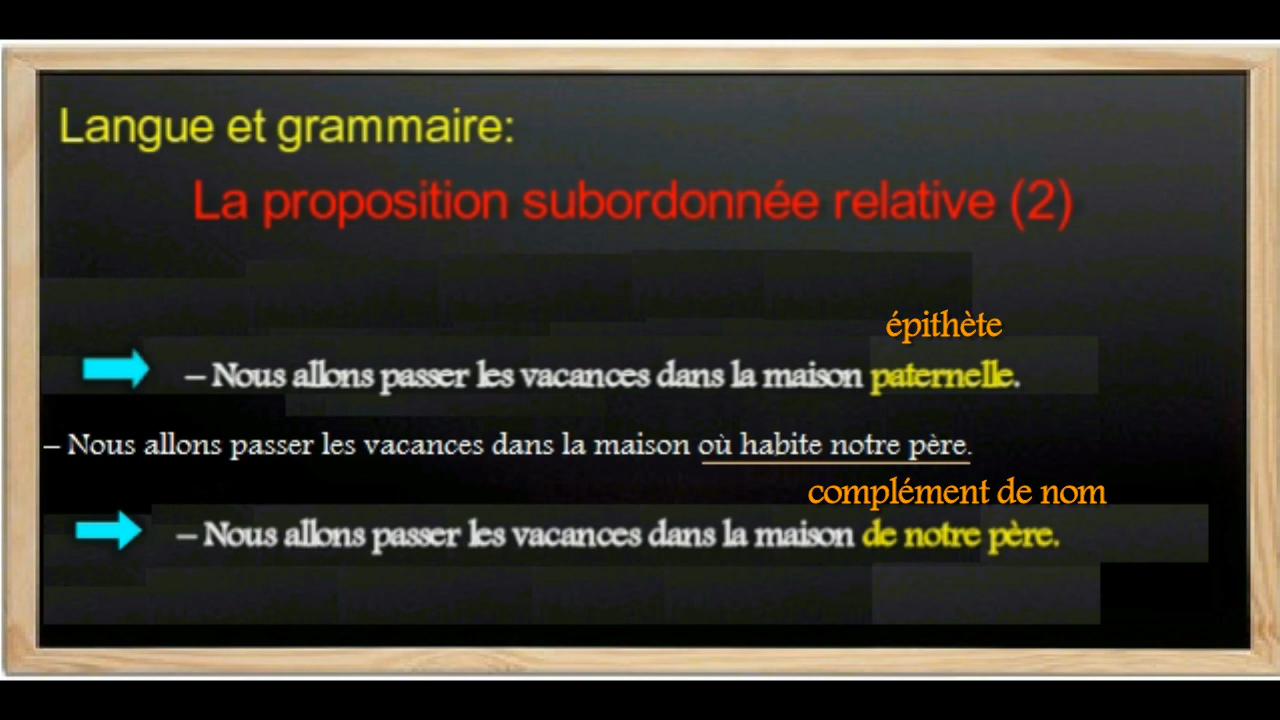 Langue et grammaire:
La proposition subordonnée relative (2)
épithète
– Nous allons passer les vacances dans la maison paternelle.
– Nous allons passer les vacances dans la maison où habite notre père.
complément de nom
– Nous allons passer les vacances dans la maison de notre père.